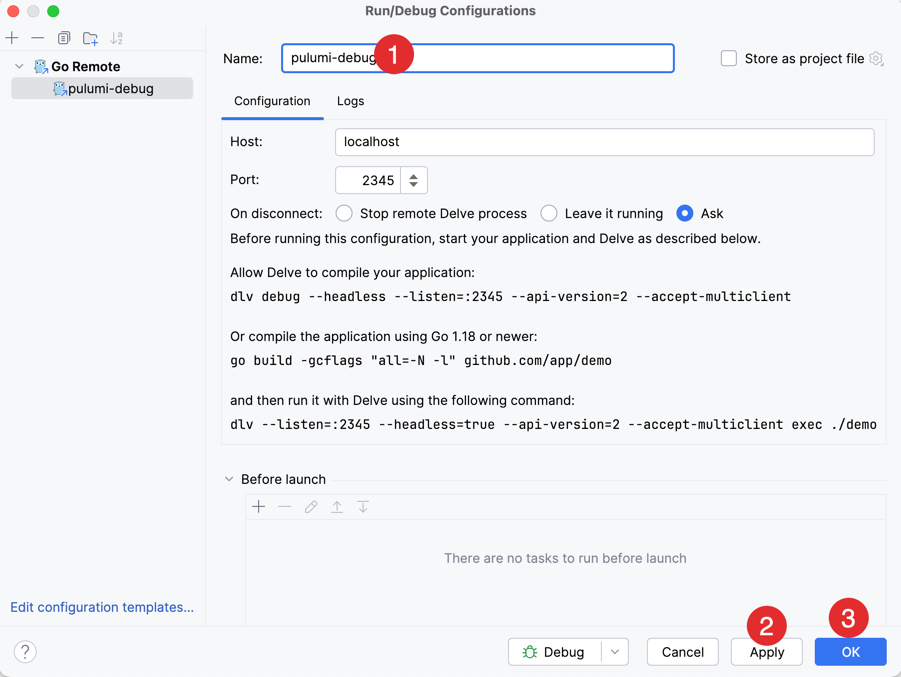 Run/Debug Configurations
Go Remote
pulumi-debug
Name: pulumi-debug 1 Store as project file
Configuration Logs
Host: localhost
Port: 2345
On disconnect: Stop remote Delve process Leave it running Ask
Before running this configuration, start your application and Delve as described below.
Allow Delve to compile your application:
dlv debug --headless --listen=:2345 --api-version=2 --accept-multiclient
Or compile the application using Go 1.18 or newer:
go build -gcflags "all=-N -l" github.com/app/demo
and then run it with Delve using the following command:
dlv --listen=:2345 --headless=true --api-version=2 --accept-multiclient exec ./demo
Before launch
There are no tasks to run before launch
Edit configuration templates...
2 3
? Debug Cancel Apply OK